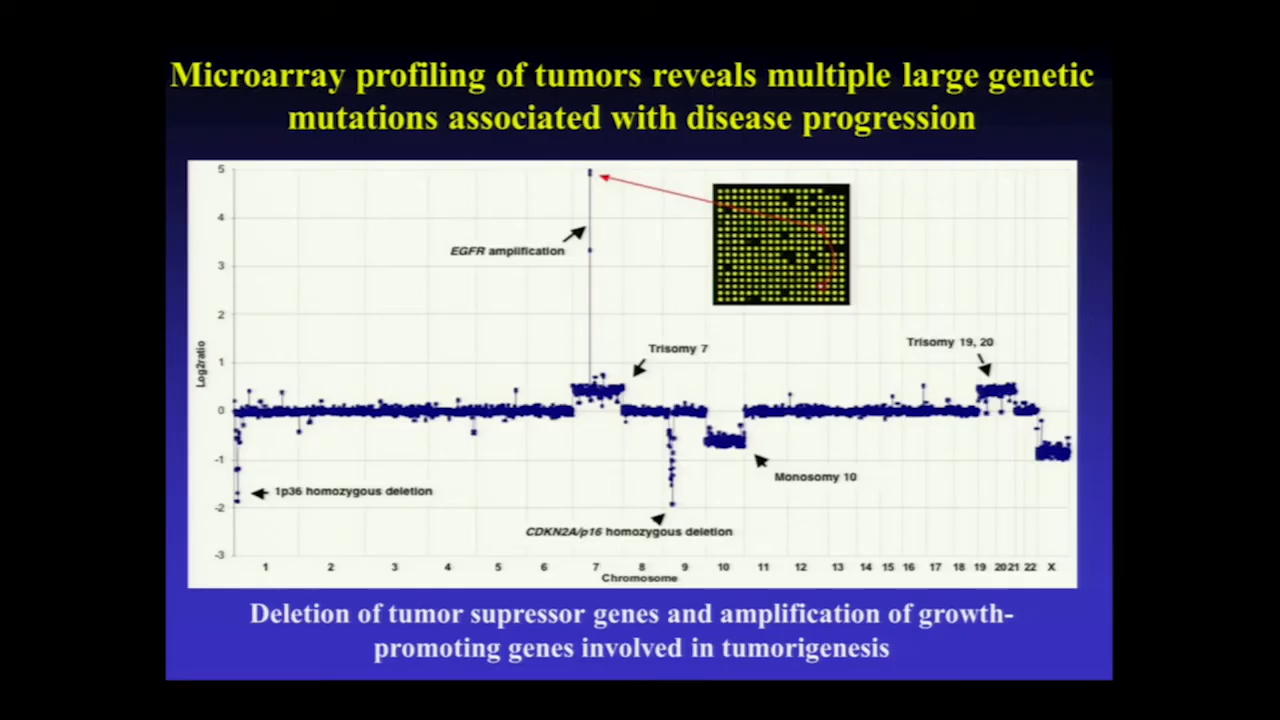 Microarray profiling of tumors reveals multiple large genetic
mutations associated with disease progression
5
4
3
2
1
0
-1
-2
-3
Log2ratio
EGFR amplification
Trisomy 7
Trisomy 19, 20
1p36 homozygous deletion
CDKN2A/p16 homozygous deletion
Monosomy 10
1 2 3 4 5 6 7 8 9 10 11 12 13 14 15 16 17 18 19 20 21 22 X
Chromosome
Deletion of tumor supressor genes and amplification of growth-
promoting genes involved in tumorigenesis